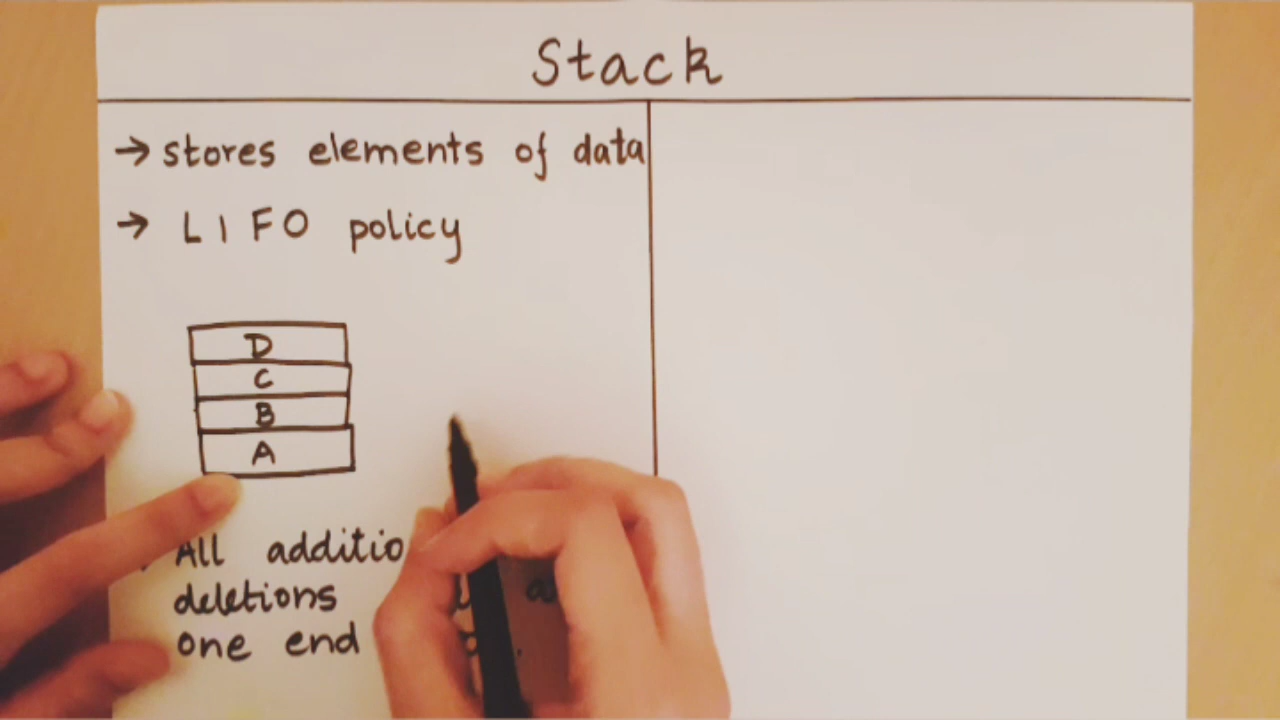 Stack
→ stores elements of data
→ LIFO policy
D
C
B
A
All additio
deletions
one end